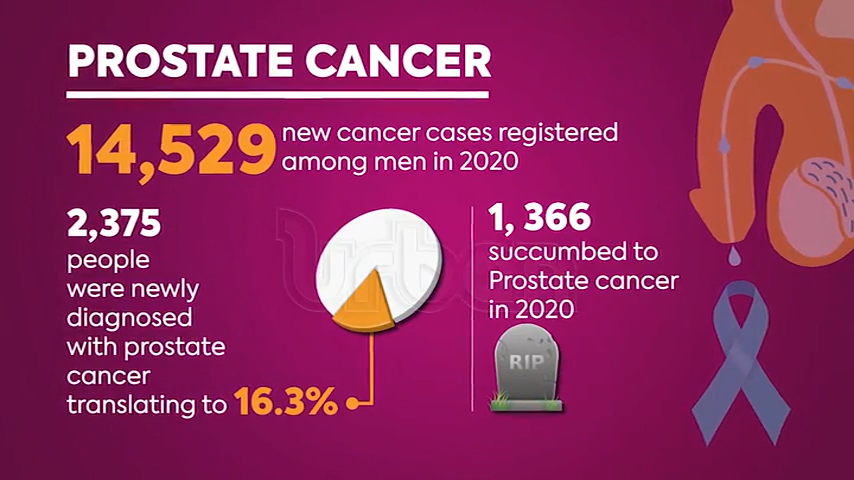 PROSTATE CANCER
14,529
new cancer cases registered
among men in 2020
2,375
people
were newly
diagnosed
with prostate
cancer
translating to 16.3%
1, 366
succumbed to
Prostate cancer
in 2020
RIP